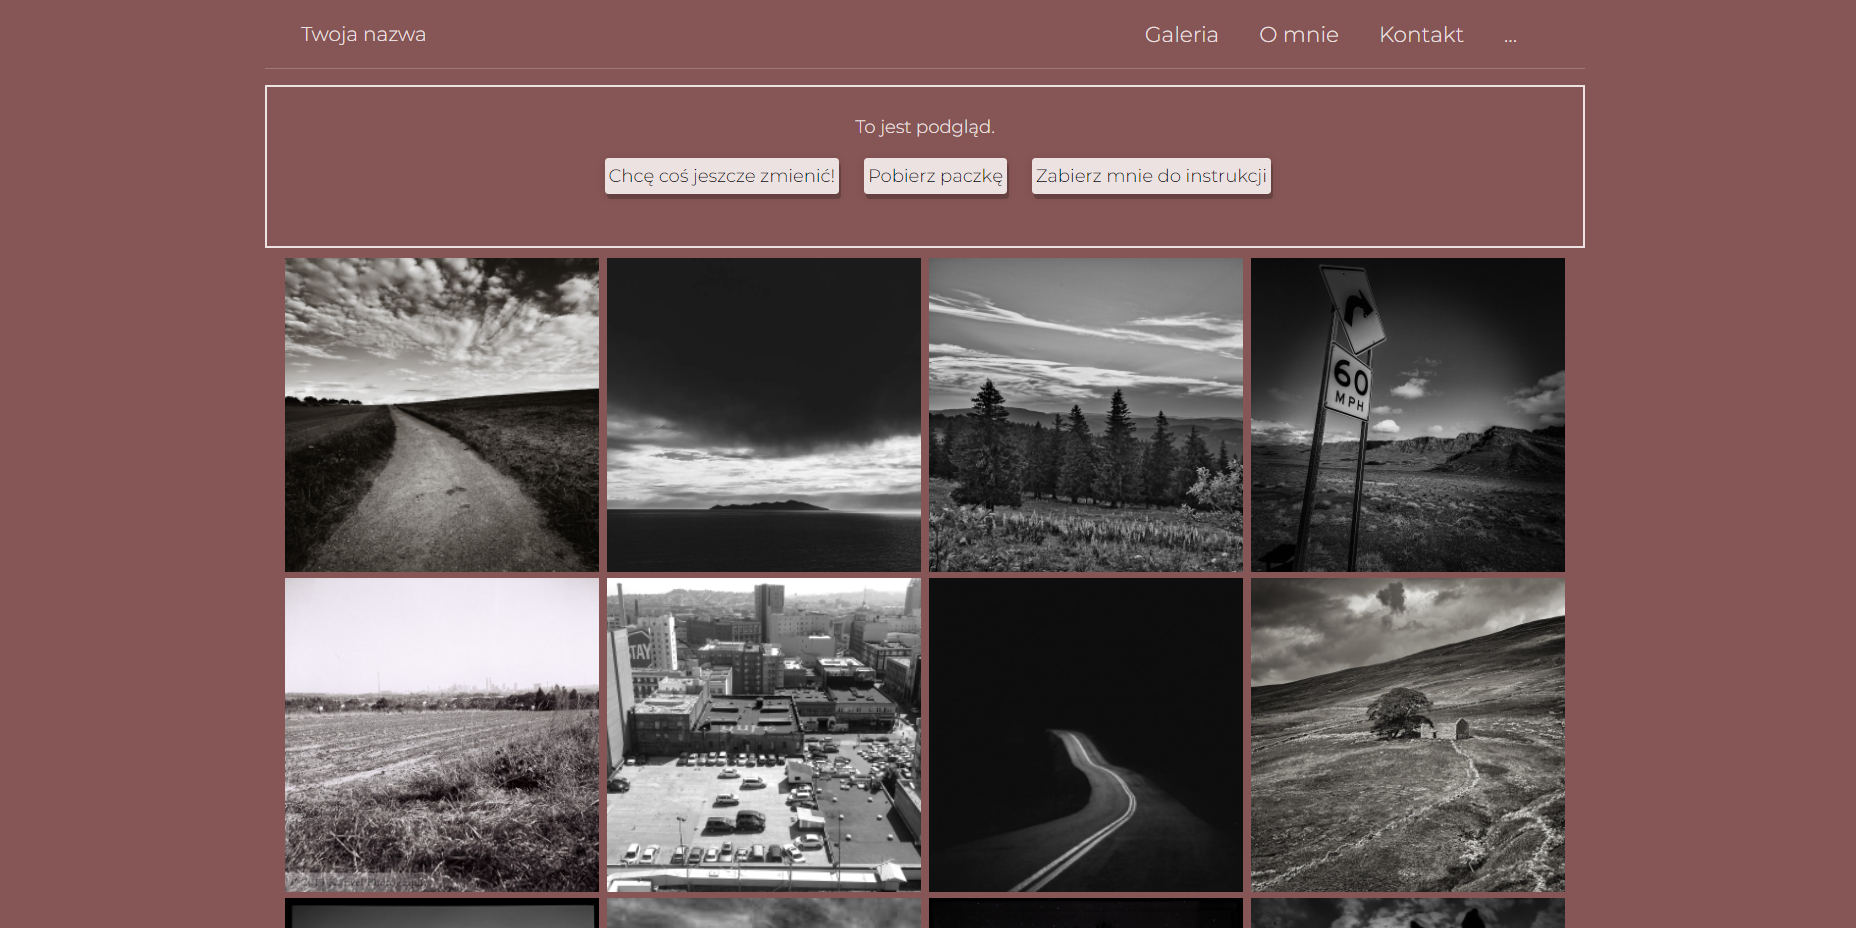 Twoja nazwa
Galeria
O mnie
Kontakt
...
To jest podgląd.
Chcę coś jeszcze zmienić!
Pobierz paczkę
Zabierz mnie do instrukcji
60
MPH
STAY